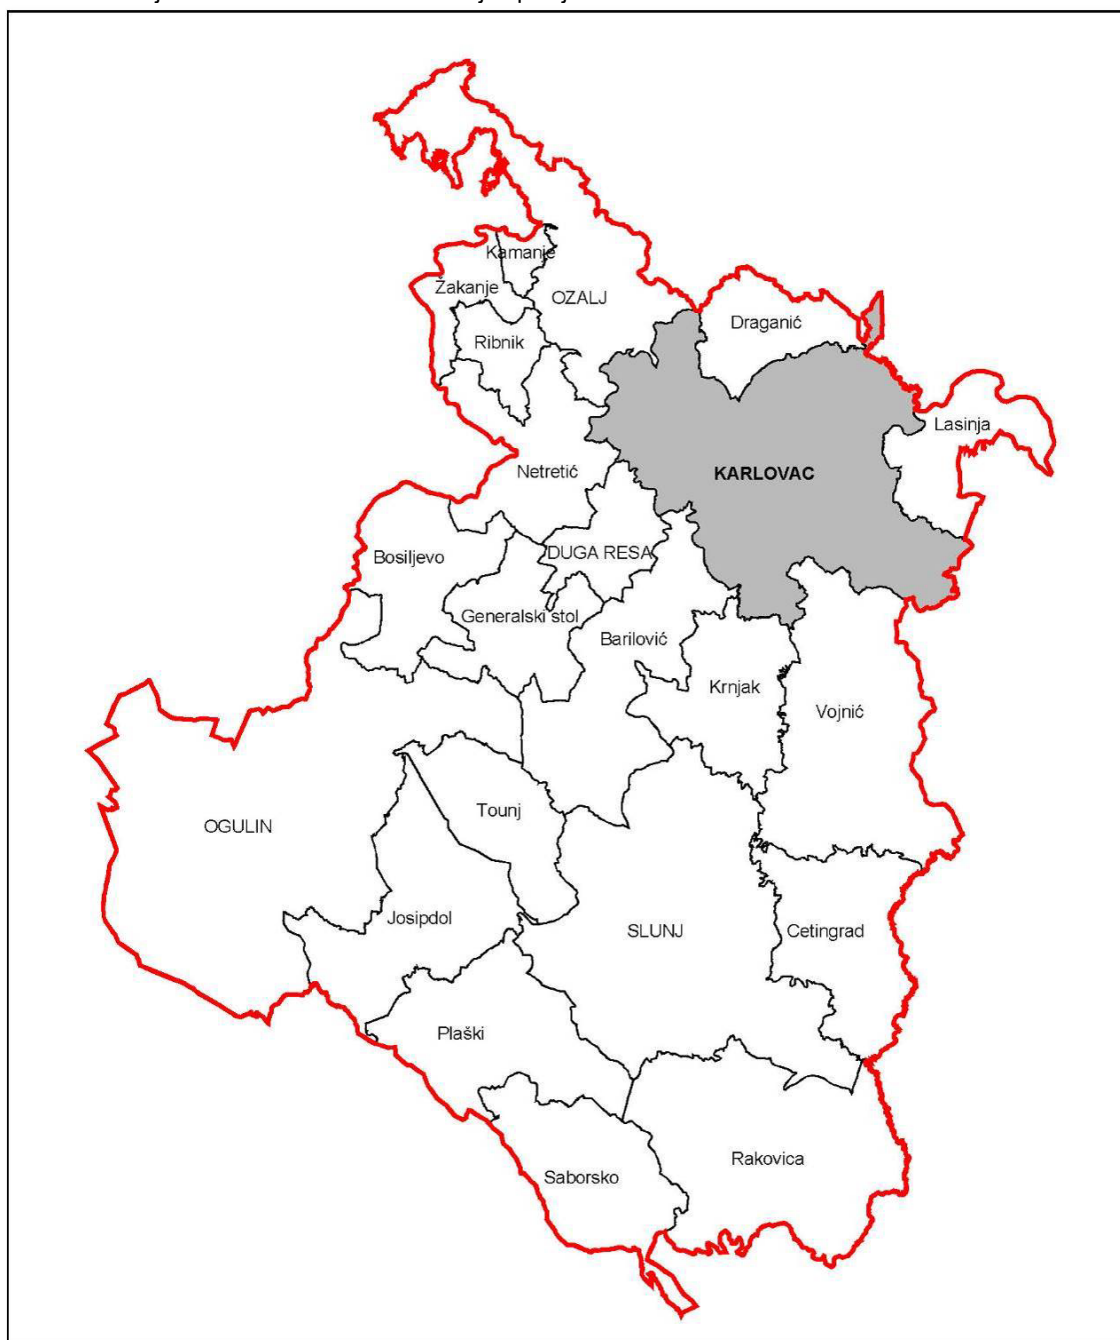 Kamanje
Žakanje
OZALJ
Draganić
Ribnik
Lasinja
Netretić
KARLOVAC
DUGA RESA
Bosiljevo
Generalski stol
Barilović
Krnjak
Vojnić
Tounj
OGULIN
Josipdol
SLUNJ
Cetingrad
Plaški
Rakovica
Saborsko